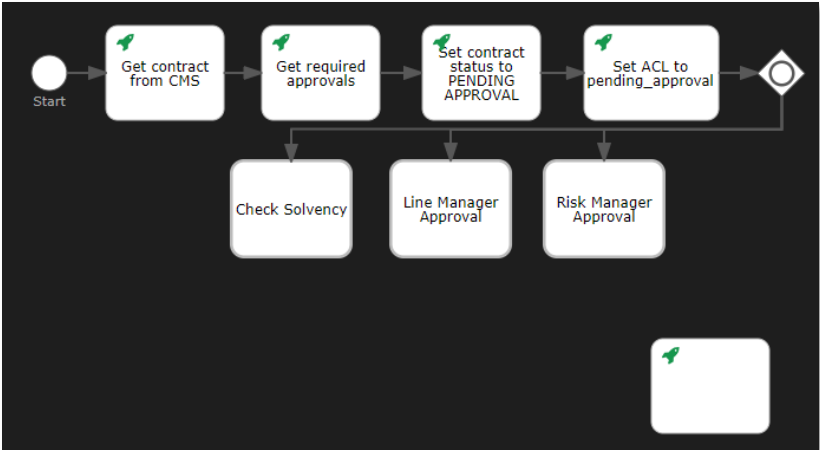 Get contract
from CMS
Get required
approvals
Set contract
status to
PENDING
APPROVAL
Set ACL to
pending_approval
Start
Check Solvency
Line Manager
Approval
Risk Manager
Approval